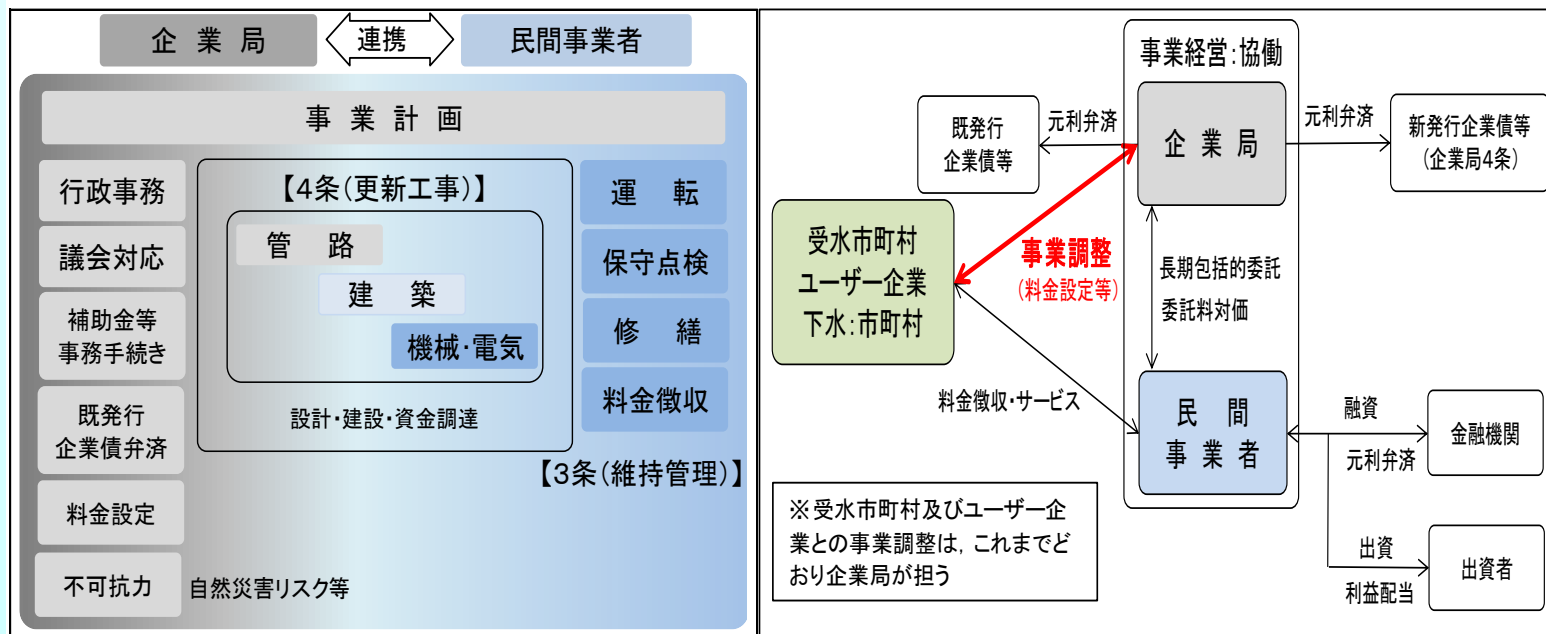 企業局
連携
民間事業者
事業計画
行政事務
議会対応
補助金等
事務手続き
既発行
企業債弁済
料金設定
不可抗力
自然災害リスク等
【4条(更新工事)】
管路
建築
機械・電気
設計・建設・資金調達
運転
保守点検
修繕
料金徴収
【3条(維持管理)】
事業経営:協働
既発行
企業債等
元利弁済
企業局
元利弁済
新発行企業債等
(企業局4条)
受水市町村
ユーザー企業
下水:市町村
事業調整
(料金設定等)
長期包括的委託
委託料対価
料金徴収・サービス
民間
事業者
融資
元利弁済
金融機関
出資
利益配当
出資者
※受水市町村及びユーザー企
業との事業調整は,これまでど
おり企業局が担う